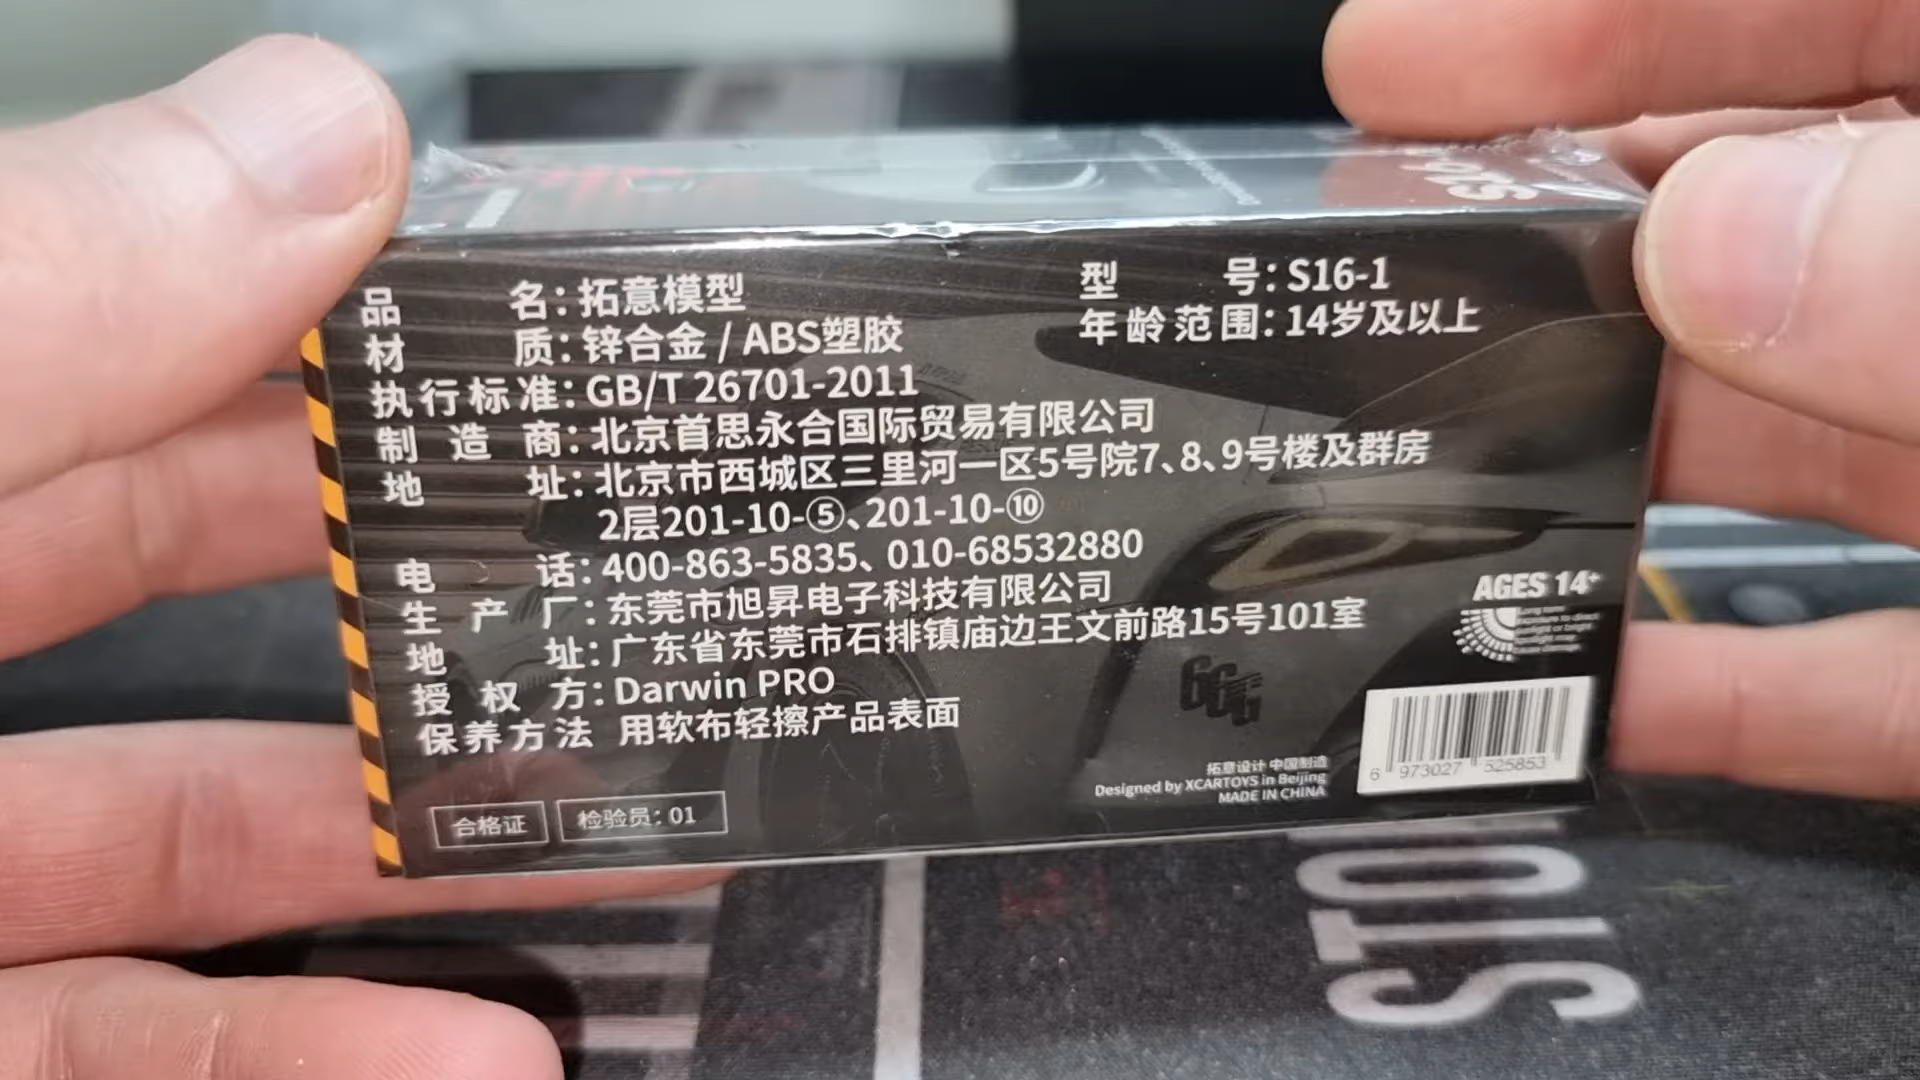 品名：拓意模型
型号：S16-1
材质：锌合金 / ABS塑胶
年龄范围：14岁及以上
执行标准：GB/T 26701-2011
制造商：北京首思永合国际贸易有限公司
地址：北京市西城区三里河一区5号院7、8、9号楼及群房
2层201-10-⑤、201-10-⑩
电话：400-863-5835、010-68532880
生产厂：东莞市旭昇电子科技有限公司
地址：广东省东莞市石排镇庙边王文前路15号101室
授权方：Darwin PRO
保养方法 用软布轻擦产品表面
AGES 14+
合格证
检验员：01
拓意设计 中国制造
Designed by XCARTOYS in Beijing
MADE IN CHINA
6 973027 525853